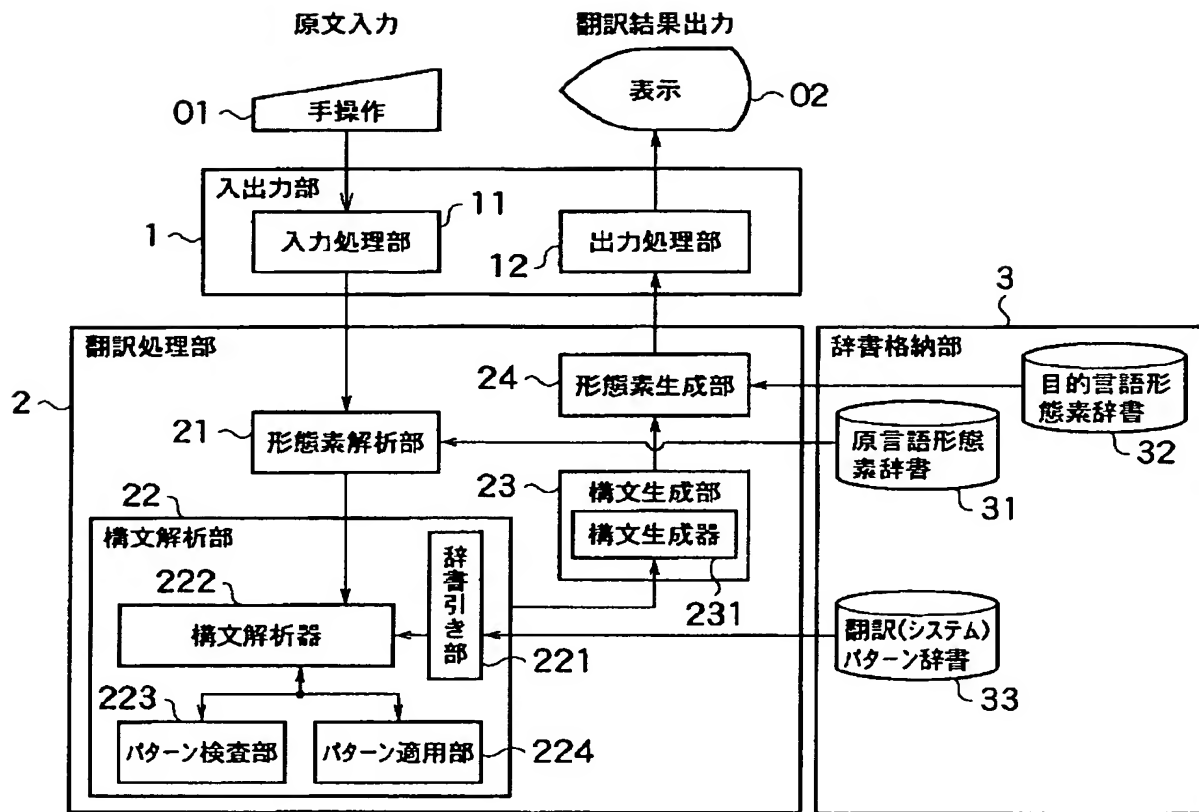 原文入力
翻訳結果出力
手操作
01
表示
02
入出力部
1
入力処理部
11
出力処理部
12
翻訳処理部
2
形態素生成部
24
形態素解析部
21
構文生成部
23
構文生成器
231
構文解析部
22
辞書引き部
221
構文解析器
222
パターン検査部
223
パターン適用部
224
3
辞書格納部
目的言語形
態素辞書
32
原言語形態
素辞書
31
翻訳(システム)
パターン辞書
33